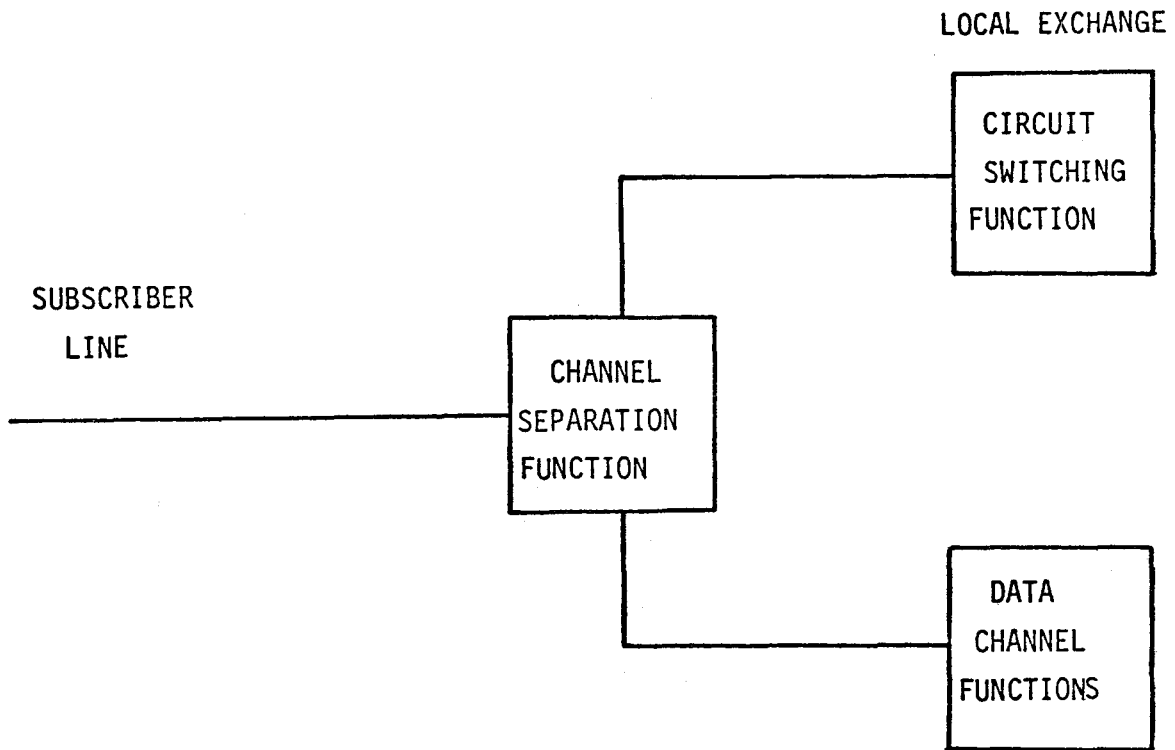 LOCAL EXCHANGE
CIRCUIT
SWITCHING
FUNCTION
SUBSCRIBER
LINE
CHANNEL
SEPARATION
FUNCTION
DATA
CHANNEL
FUNCTIONS